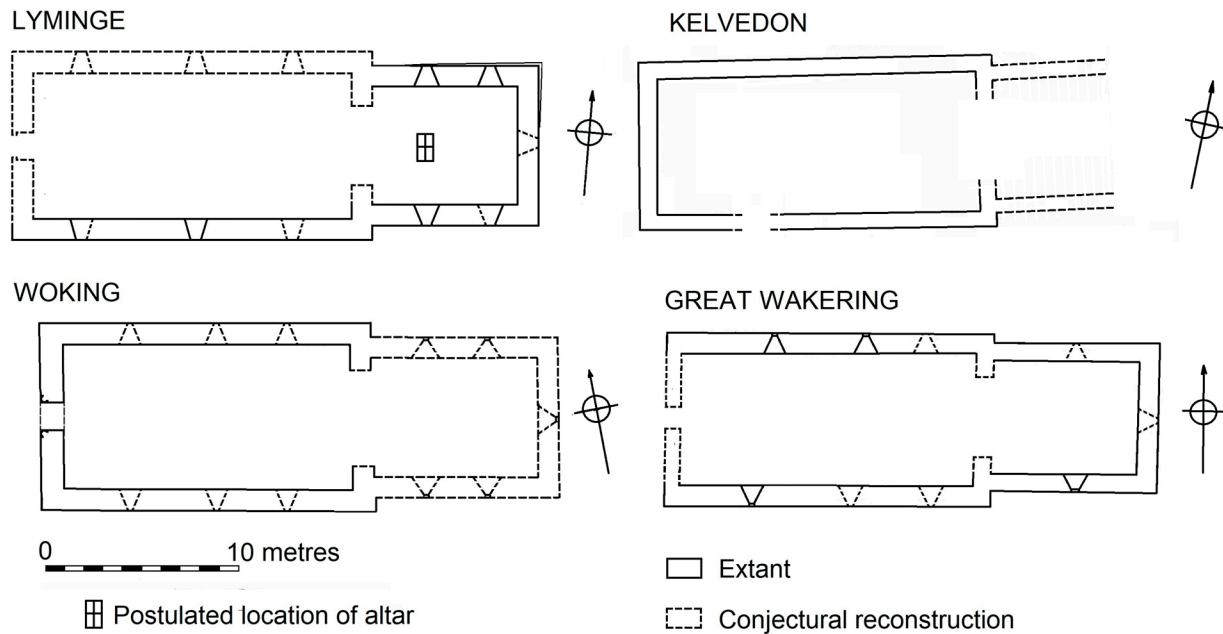 LYMINGE
KELVEDON
WOKING
GREAT WAKERING
0 10 metres
Postulated location of altar
Extant
Conjectural reconstruction